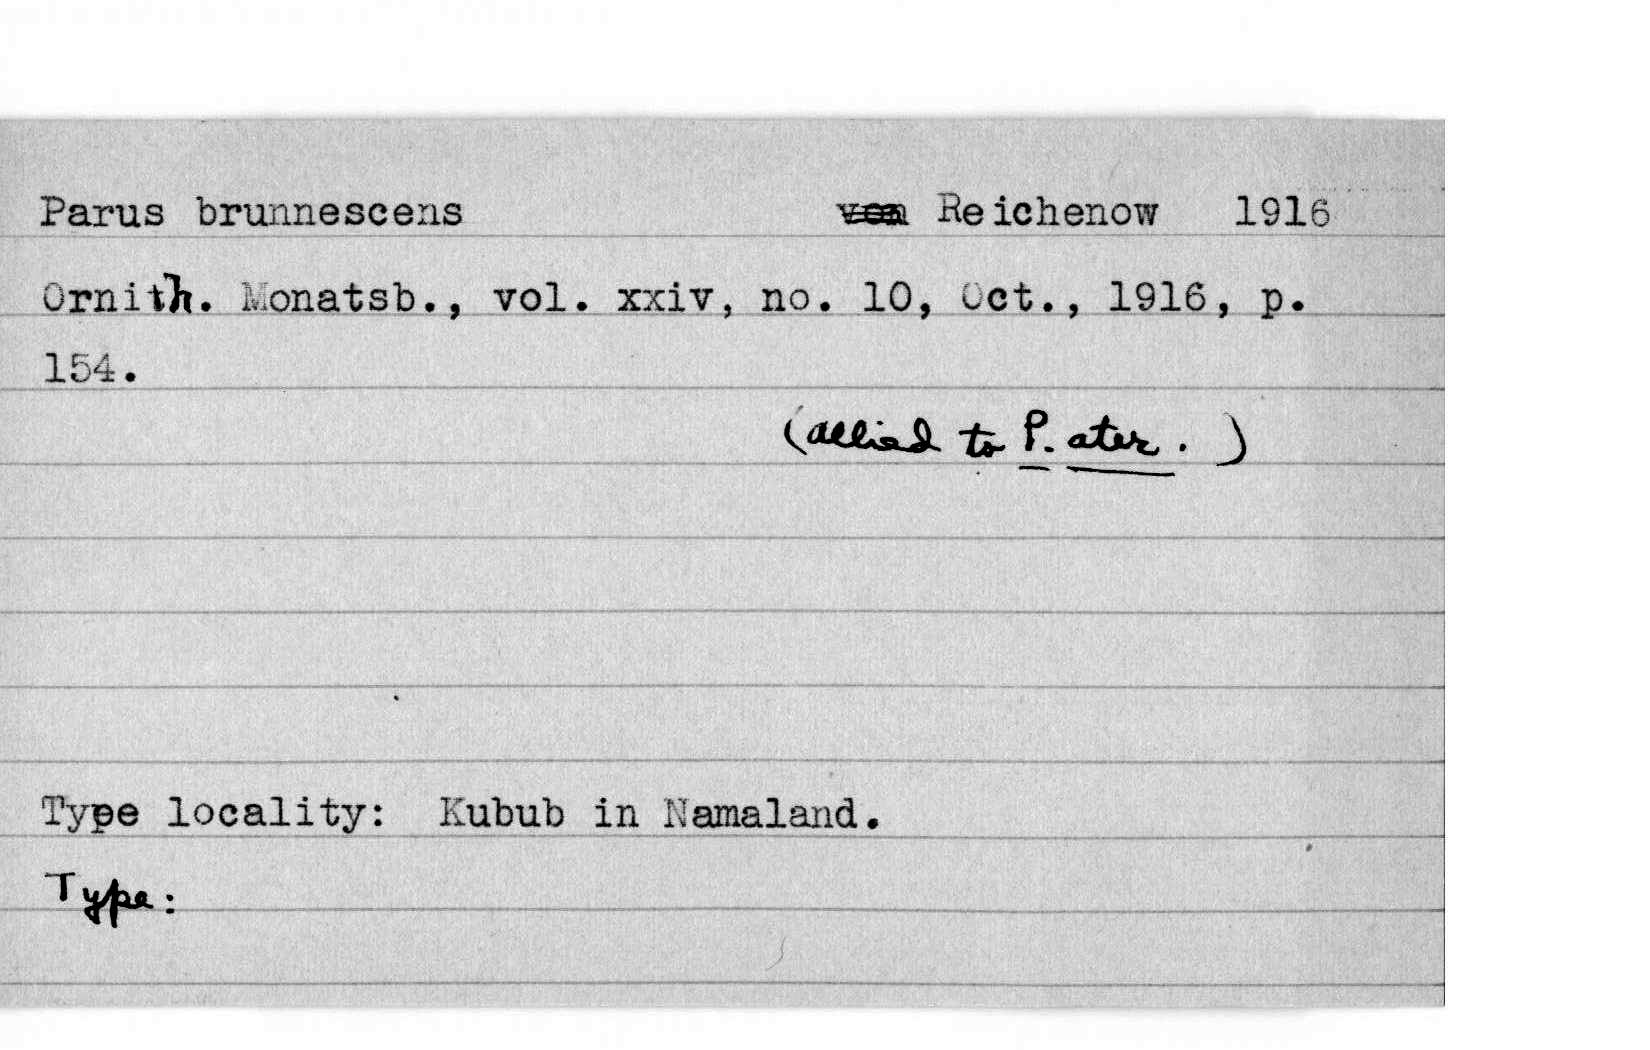 Parus brunnescens von Reichenow 1916
Ornith. Monatsb., vol. xxiv, no. 10, Oct., 1916, p.
154.
(allied to P. ater. )
Type locality: Kubub in Namaland.
Type: